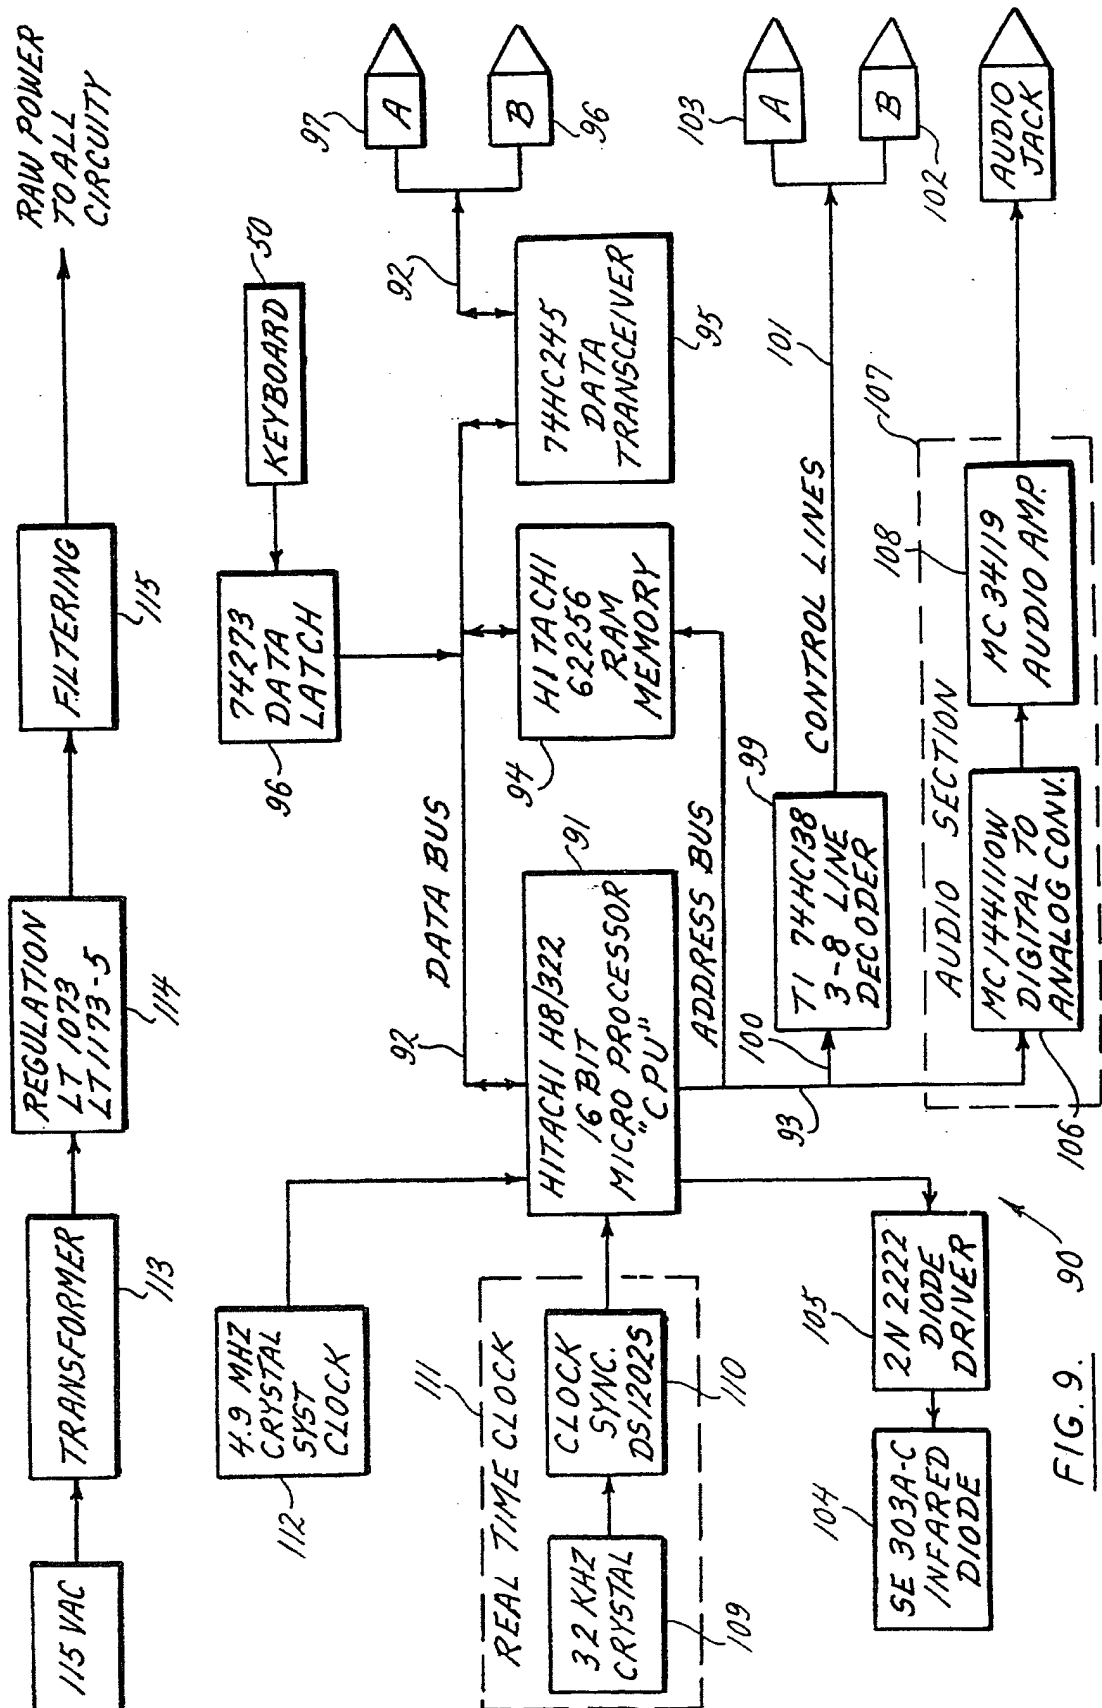 115 VAC
TRANSFORMER
113
REGULATION
LT 1073
LT1173-5
114
FILTERING
115
RAW POWER
TO ALL
CIRCUITY
4.9 MHZ
CRYSTAL
SYST
CLOCK
112
74273
DATA
LATCH
96
KEYBOARD
50
DATA BUS
92
92
97
A
B
96
REAL TIME CLOCK
111
32 KHZ
CRYSTAL
109
CLOCK
SYNC.
DS1202S
110
HITACHI H8/322
16 BIT
MICRO PROCESSOR
"CPU"
91
HITACHI
62256
RAM
MEMORY
94
74HC245
DATA
TRANSCEIVER
95
ADDRESS BUS
93
100
TI 74HC138
3-8 LINE
DECODER
99
CONTROL LINES
101
103
A
B
102
SE 303A-C
INFARED
DIODE
104
2N2222
DIODE
DRIVER
105
AUDIO SECTION
107
MC144110W
DIGITAL TO
ANALOG CONV.
106
MC 34119
AUDIO AMP.
108
AUDIO
JACK
FIG. 9.
90